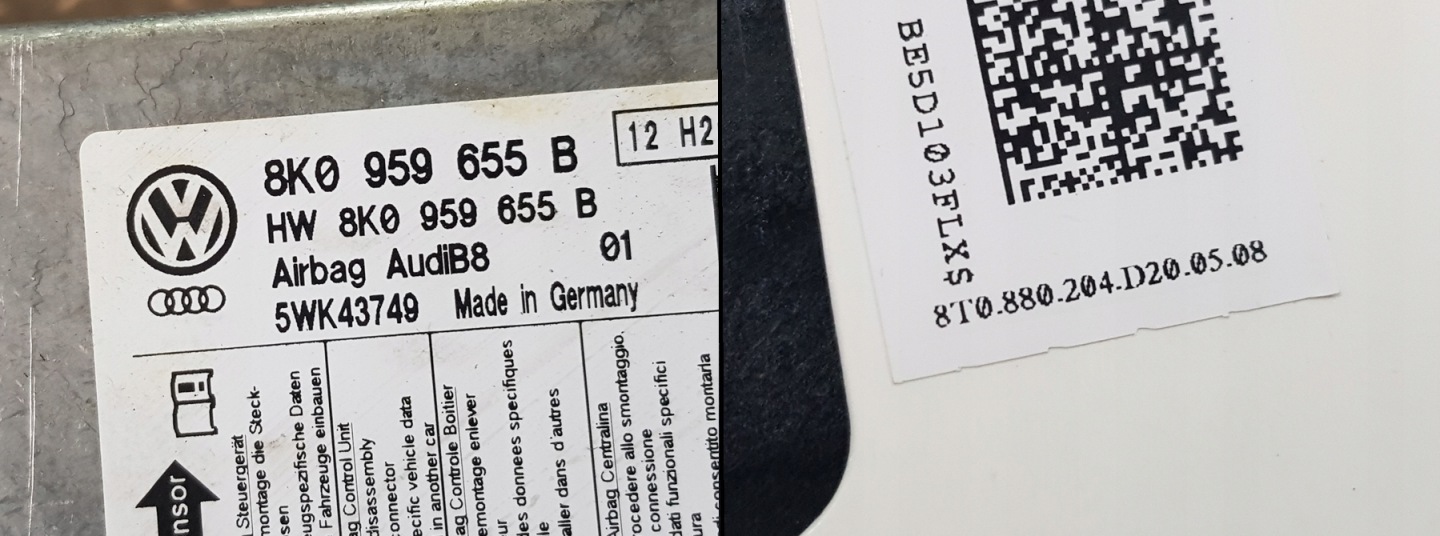 12 H2
8K0 959 655 B
HW 8K0 959 655 B
Airbag AudiB8 01
5WK43749 Made in Germany
Steuergerät
montage die Steck-
sen
eugspezifische Daten
Fahrzeuge einbauen
ag Control Unit
disassembly
connector
ecific vehicle data
in another car
ag Controle Boitier
emontage enlever
ur
des donnees specifiques
le
aller dans d'autres
Airbag Centralina
rocedere allo smontaggio,
connessione
dati funzionali specifici
ura
di consentito montarla
nsor
BE5D103FLX$
8T0.880.204.D20.05.08